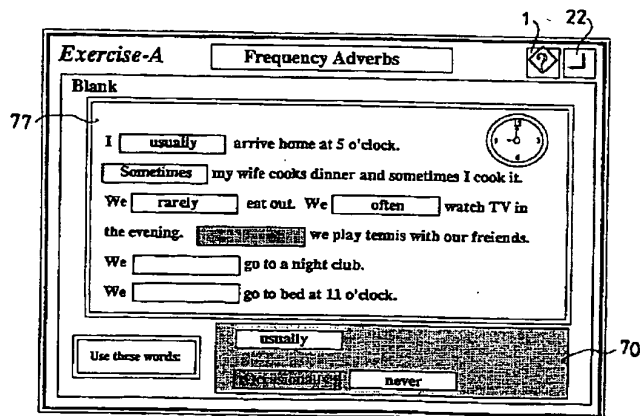 1 22
Exercise-A Frequency Adverbs ?
Blank
77
I usually arrive home at 5 o'clock.
Sometimes my wife cooks dinner and sometimes I cook it.
We rarely eat out. We often watch TV in
the evening. we play tennis with our freiends.
We go to a night club.
We go to bed at 11 o'clock.
usually
Use these words:
never
70